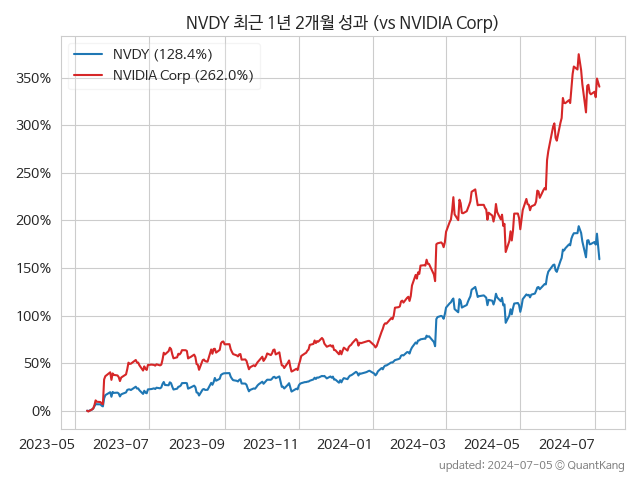 NVDY 최근 1년 2개월 성과 (vs NVIDIA Corp)
NVDY (128.4%)
NVIDIA Corp (262.0%)
350%
300%
250%
200%
150%
100%
50%
0%
2023-05 2023-07 2023-09 2023-11 2024-01 2024-03 2024-05 2024-07
updated: 2024-07-05 © QuantKang